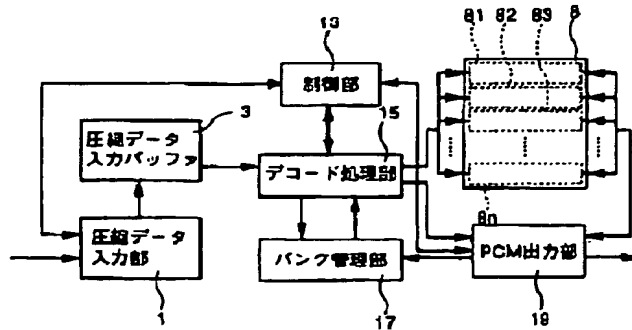 81
82
83
8
13
制御部
3
15
圧縮データ
入力バッファ
デコード処理部
8n
圧縮データ
入力部
バンク管理部
PCM出力部
1
17
19